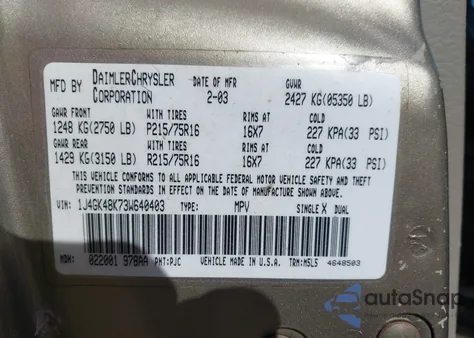 MFD BY DAIMLERCHRYSLER CORPORATION DATE OF MFR 2-03 GVWR 2427 KG(05350 LB)
GAWR FRONT WITH TIRES RIMS AT COLD
1248 KG(2750 LB) P215/75R16 16X7 227 KPA(33 PSI)
GAWR REAR WITH TIRES RIMS AT COLD
1429 KG(3150 LB) R215/75R16 16X7 227 KPA(33 PSI)
THIS VEHICLE CONFORMS TO ALL APPLICABLE FEDERAL MOTOR VEHICLE SAFETY AND THEFT
PREVENTION STANDARDS IN EFFECT ON THE DATE OF MANUFACTURE SHOWN ABOVE.
VIN: 1J4GK48K73W640403 TYPE: MPV SINGLE X DUAL
MDH: 022001 978AA PNT:PJC VEHICLE MADE IN U.S.A. TRM:MSLS 4648503
autaSnap